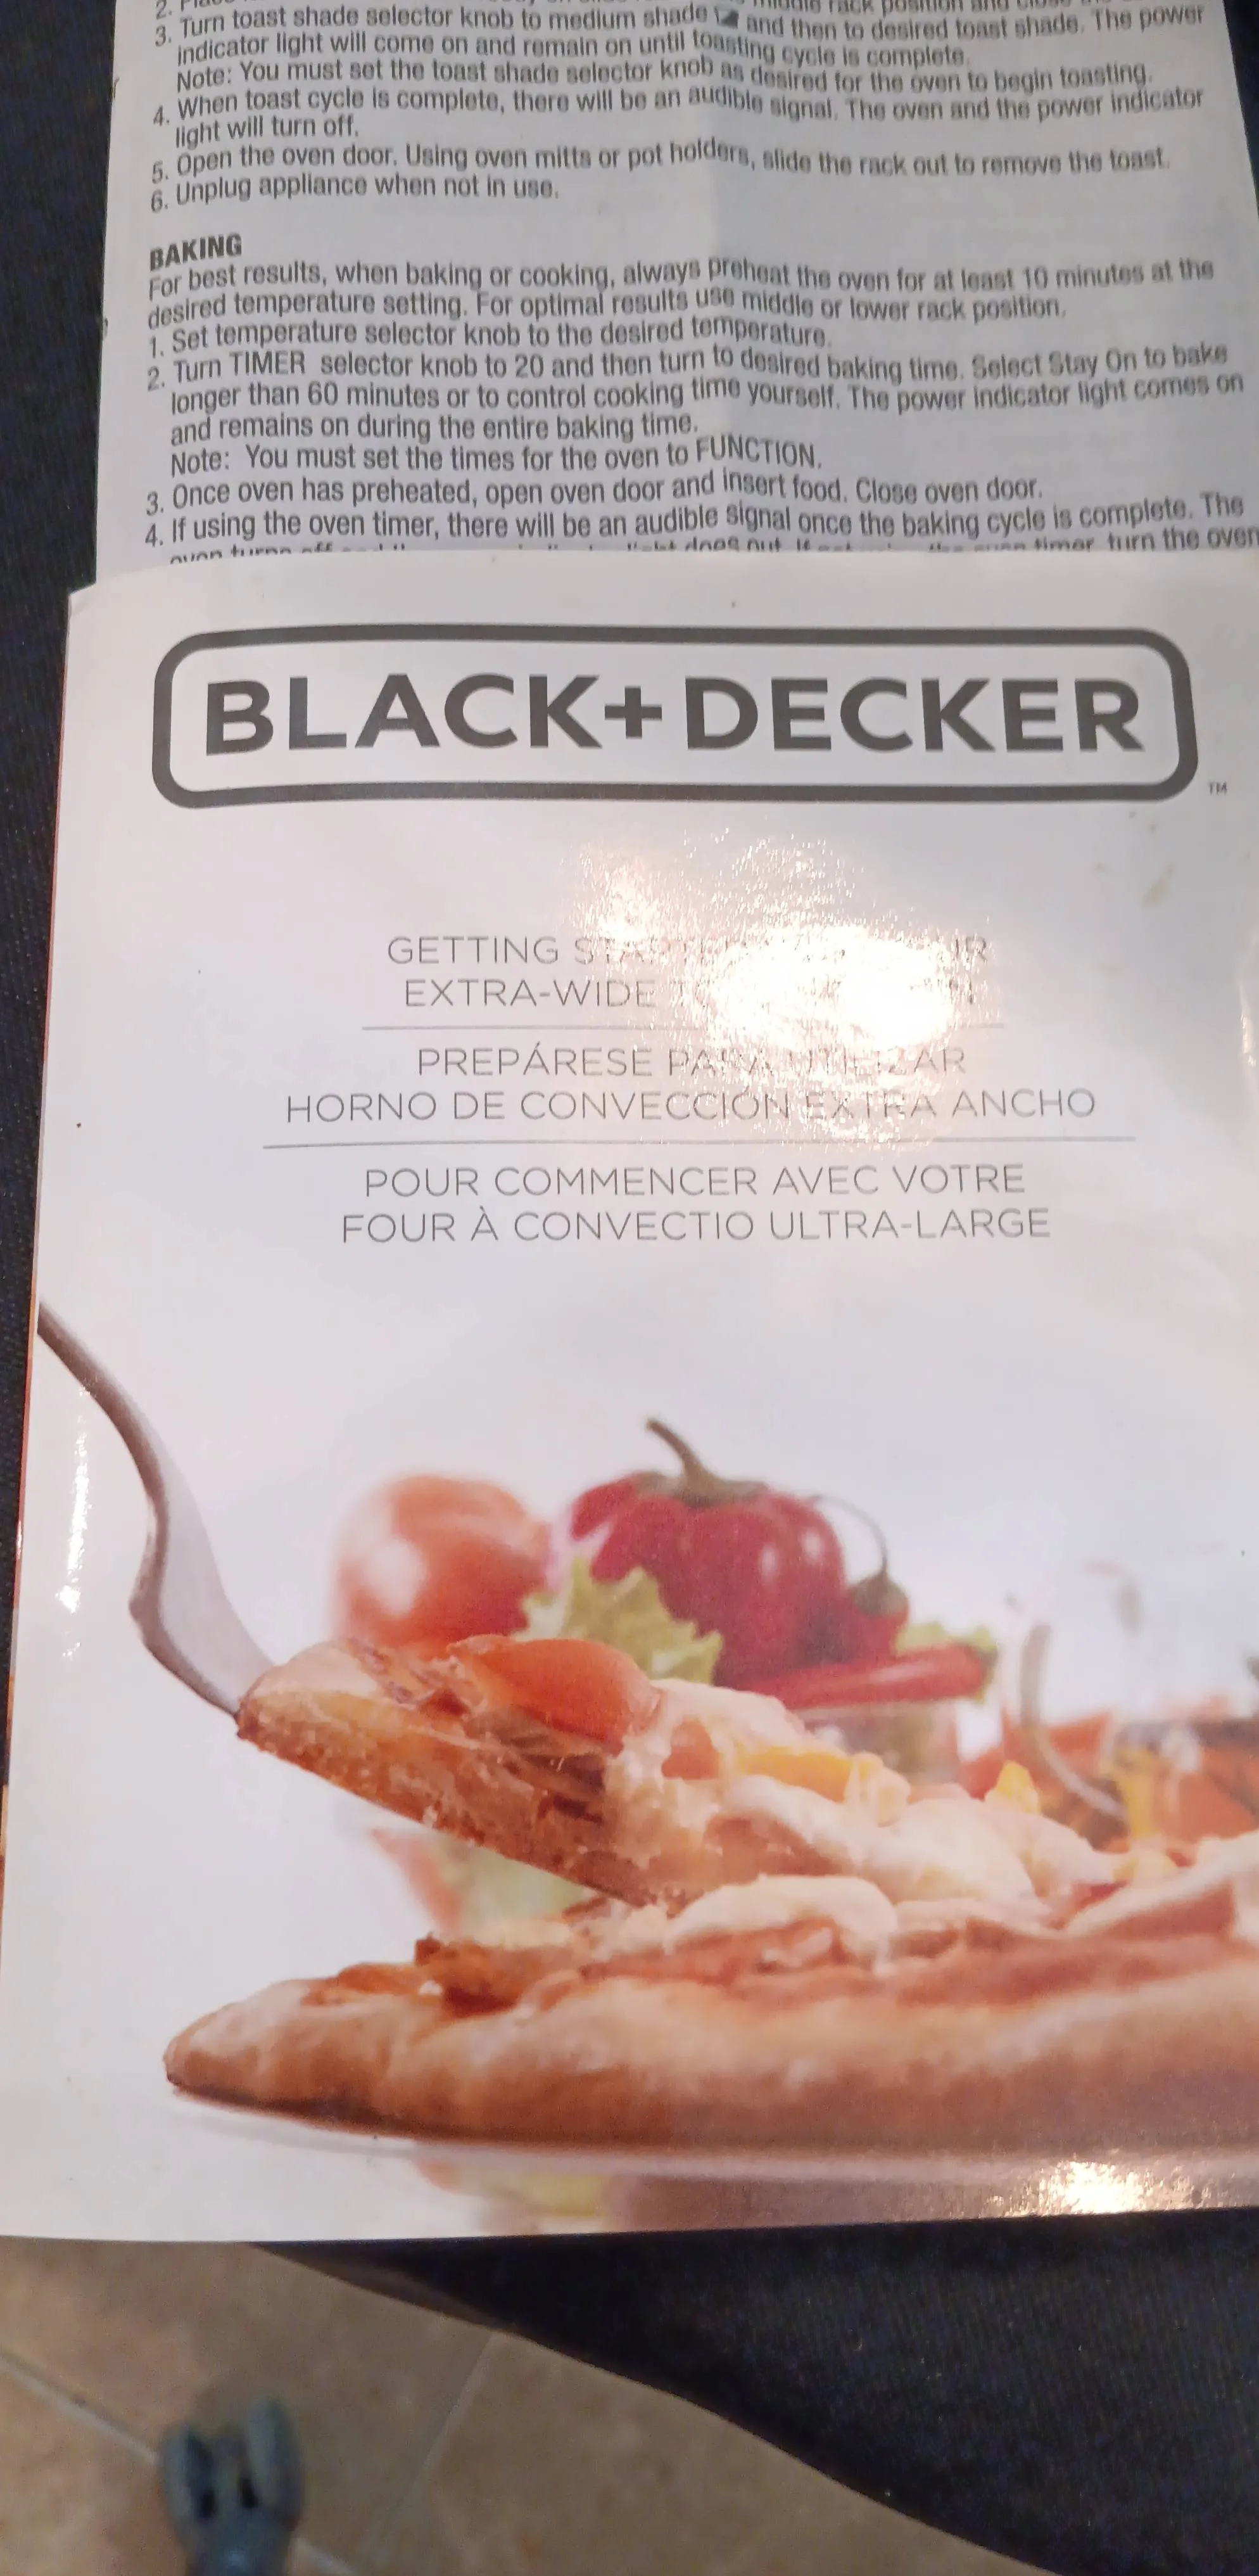 3. Turn toast shade selector knob to medium shade and then to desired toast shade. The power
indicator light will come on and remain on until toasting cycle is complete.
Note: You must set the toast shade selector knob as desired for the oven to begin toasting.
4. When toast cycle is complete, there will be an audible signal. The oven and the power indicator
light will turn off.
5. Open the oven door. Using oven mitts or pot holders, slide the rack out to remove the toast.
6. Unplug appliance when not in use.
BAKING
For best results, when baking or cooking, always preheat the oven for at least 10 minutes at the
desired temperature setting. For optimal results use middle or lower rack position.
1. Set temperature selector knob to the desired temperature.
2. Turn TIMER selector knob to 20 and then turn to desired baking time. Select Stay On to bake
longer than 60 minutes or to control cooking time yourself. The power indicator light comes on
and remains on during the entire baking time.
Note: You must set the times for the oven to FUNCTION.
3. Once oven has preheated, open oven door and insert food. Close oven door.
4. If using the oven timer, there will be an audible signal once the baking cycle is complete. The
timer, turn the oven
BLACK+DECKER
TM
GETTING
EXTRA-WIDE
PREPÁRESE PARA UTILIZAR
HORNO DE CONVECCIÓN EXTRA ANCHO
POUR COMMENCER AVEC VOTRE
FOUR À CONVECTIO ULTRA-LARGE